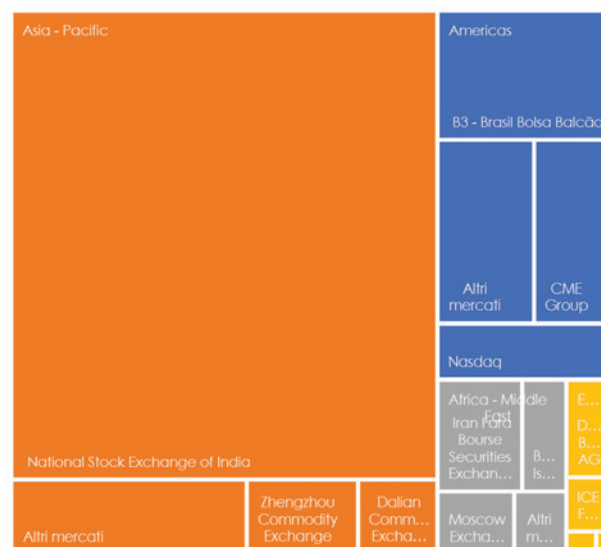 Asia - Pacific
National Stock Exchange of India
Altri mercati
Zhengzhou
Commodity
Exchange
Dalian
Comm...
Excha...
Americas
B3 - Brasil Bolsa Balcão
Altri
mercati
CME
Group
Nasdaq
Africa - Middle
East
Iran Fara
Bourse
Securities
Exchan...
B...
Is...
Moscow
Excha...
Altri
m...
E...
D...
B...
AG
ICE
F...